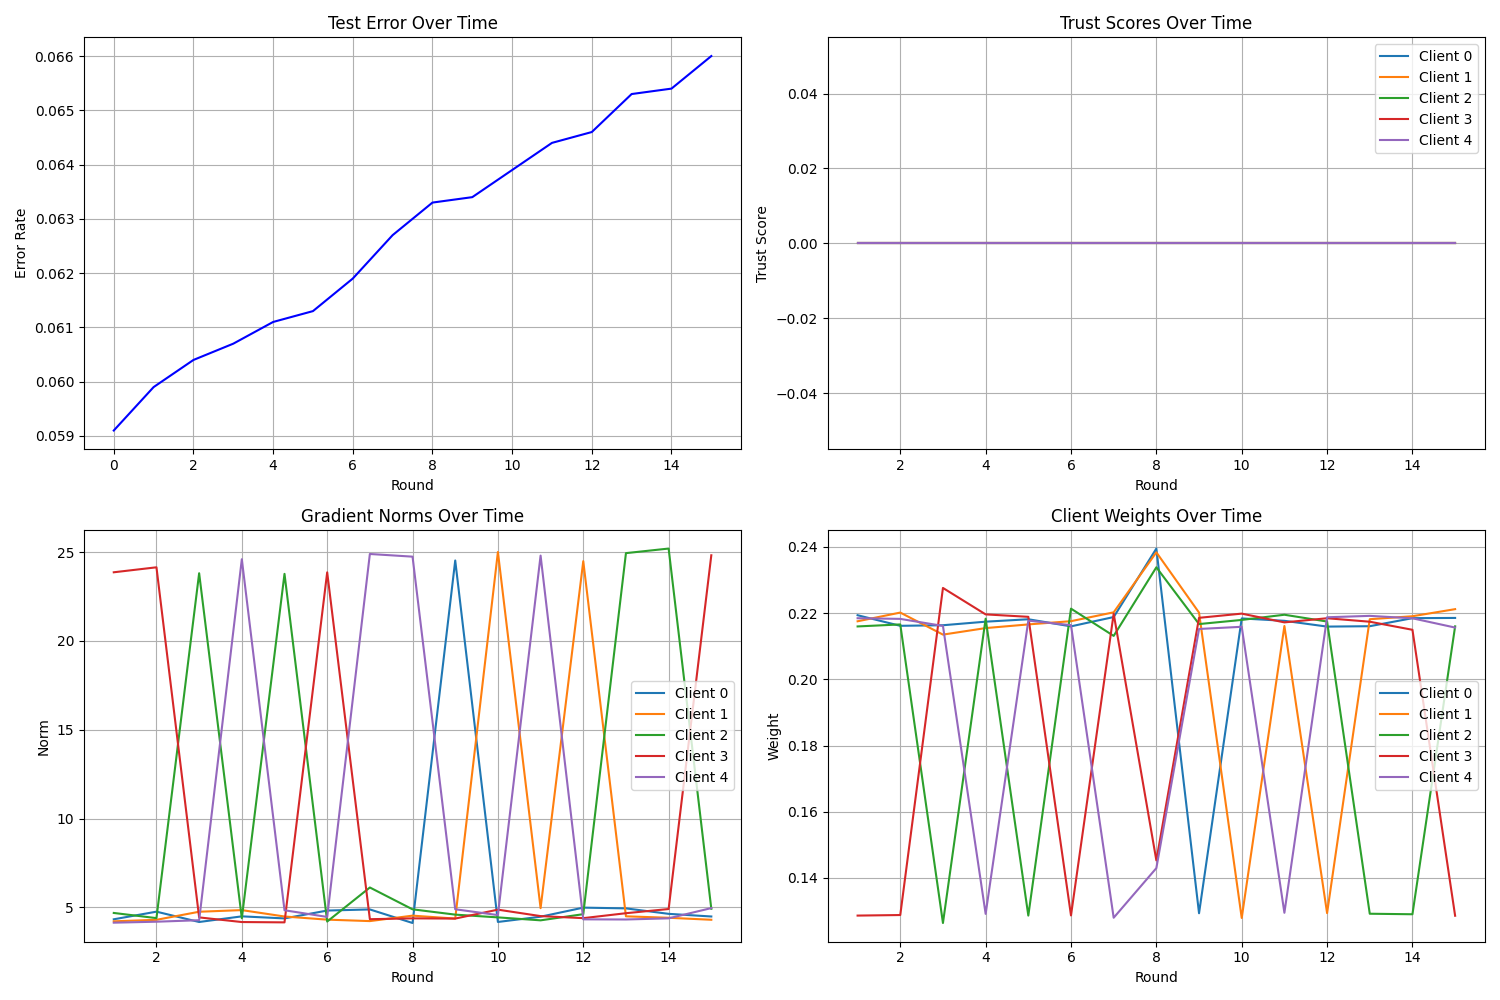 Test Error Over Time
Error Rate
0.066
0.065
0.064
0.063
0.062
0.061
0.060
0.059
0 2 4 6 8 10 12 14
Round
Trust Scores Over Time
Trust Score
0.04
0.02
0.00
−0.02
−0.04
Client 0
Client 1
Client 2
Client 3
Client 4
2 4 6 8 10 12 14
Round
Gradient Norms Over Time
Norm
25
20
15
10
5
Client 0
Client 1
Client 2
Client 3
Client 4
2 4 6 8 10 12 14
Round
Client Weights Over Time
Weight
0.24
0.22
0.20
0.18
0.16
0.14
Client 0
Client 1
Client 2
Client 3
Client 4
2 4 6 8 10 12 14
Round